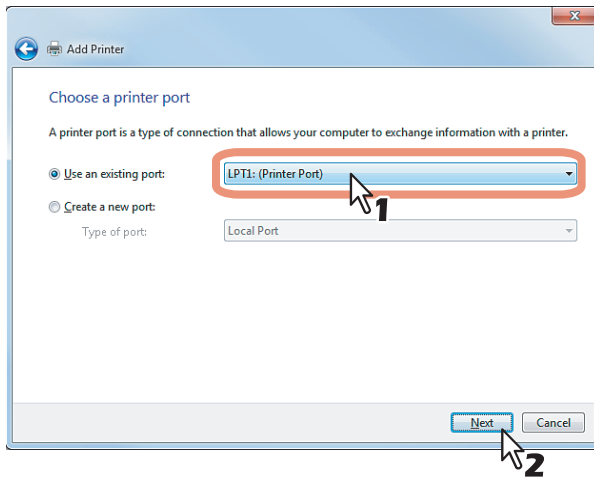 Add Printer
Choose a printer port
A printer port is a type of connection that allows your computer to exchange information with a printer.
Use an existing port: LPT1: (Printer Port)
1
Create a new port:
Type of port: Local Port
Next Cancel
2